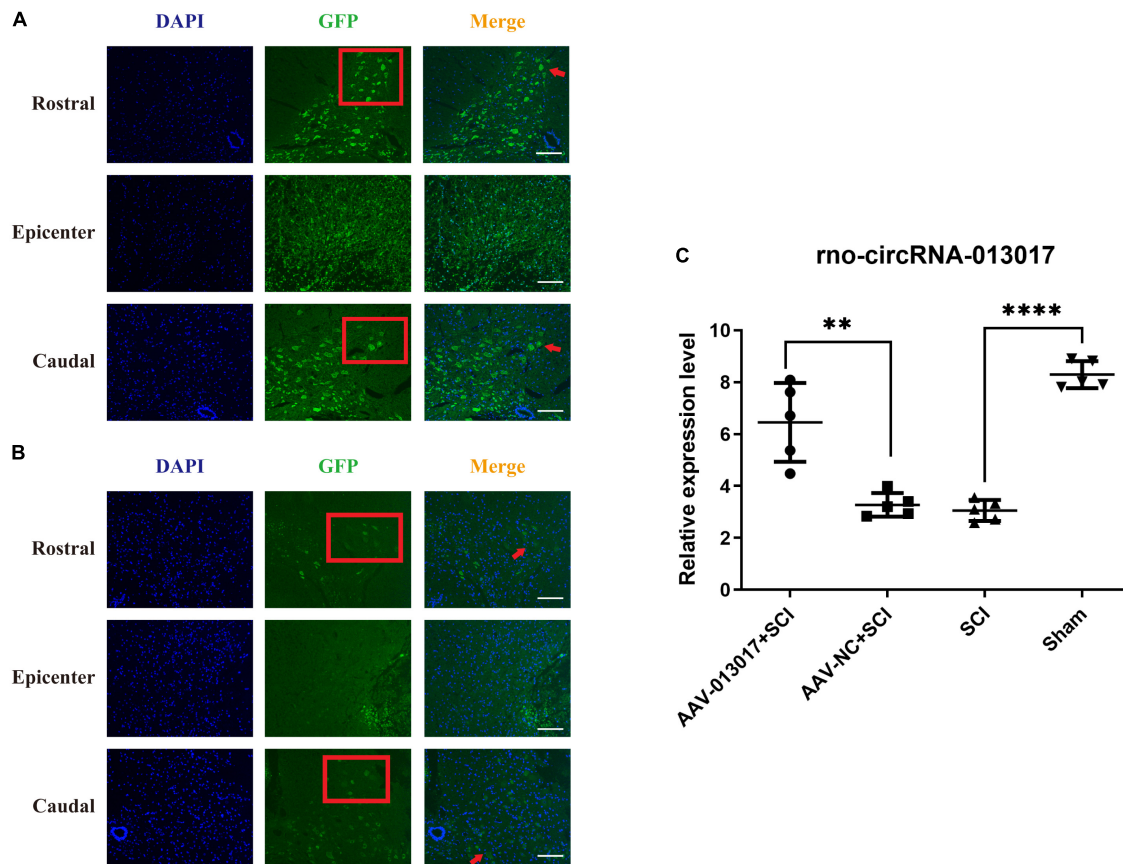 A
DAPI GFP Merge
Rostral
Epicenter
Caudal
B
DAPI GFP Merge
Rostral
Epicenter
Caudal
C
rno-circRNA-013017
Relative expression level
10
8
6
4
2
0
**
****
AAV-013017+SCI
AAV-NC+SCI
SCI
Sham